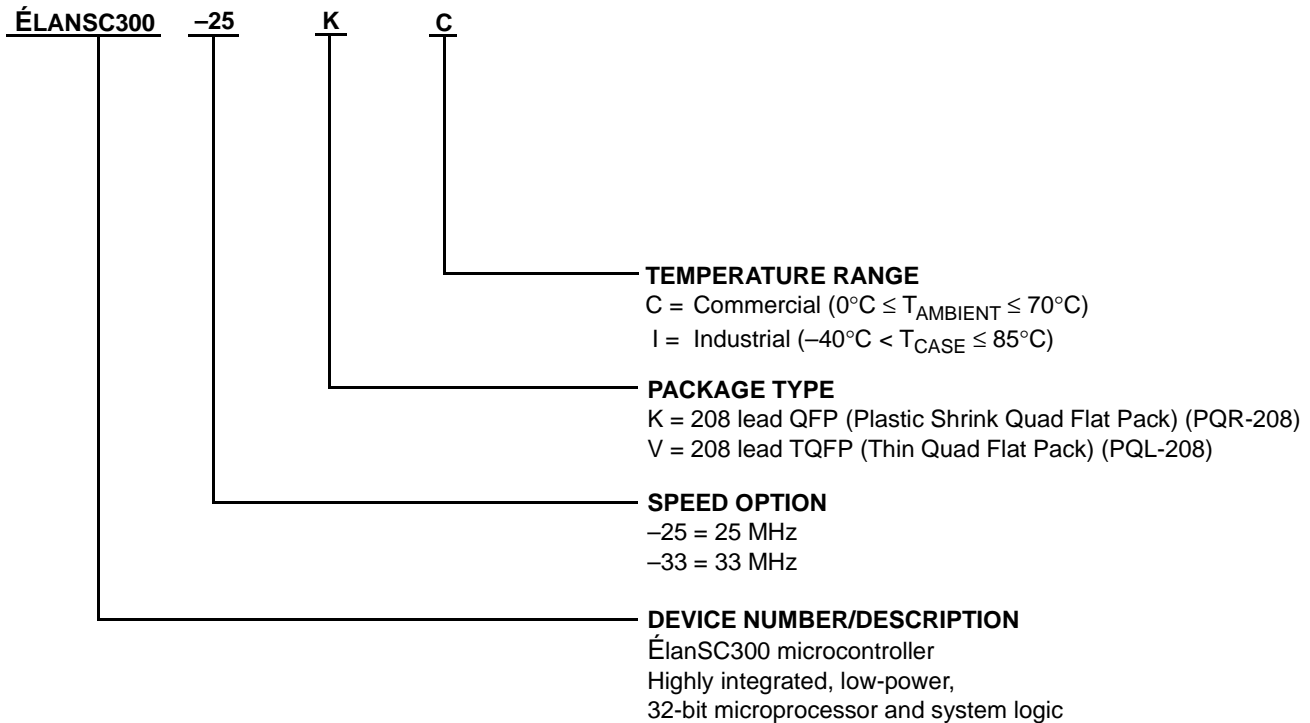 ÉLANSC300 –25 K C
TEMPERATURE RANGE
C = Commercial (0°C ≤ TAMBIENT ≤ 70°C)
I = Industrial (–40°C < TCASE ≤ 85°C)
PACKAGE TYPE
K = 208 lead QFP (Plastic Shrink Quad Flat Pack) (PQR-208)
V = 208 lead TQFP (Thin Quad Flat Pack) (PQL-208)
SPEED OPTION
–25 = 25 MHz
–33 = 33 MHz
DEVICE NUMBER/DESCRIPTION
ÉlanSC300 microcontroller
Highly integrated, low-power,
32-bit microprocessor and system logic